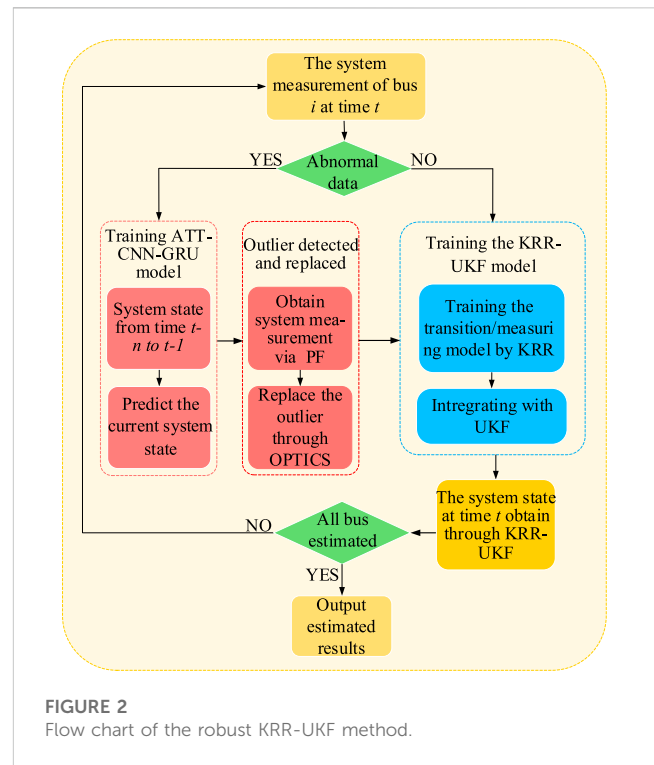 The system
measurement of bus
i at time t
YES
Abnormal
data
NO
Training ATT-
CNN-GRU
model
System state
from time t-
n to t-1
Predict the
current system
state
Outlier detected
and replaced
Obtain
system mea-
surement
via PF
Replace the
outlier
through
OPTICS
Training the KRR-
UKF model
Training the
transition/measu-
ring model by KRR
Intregrating with
UKF
The system state
at time t obtain
through KRR-
UKF
NO
All bus
estimated
YES
Output
estimated
results
FIGURE 2
Flow chart of the robust KRR-UKF method.